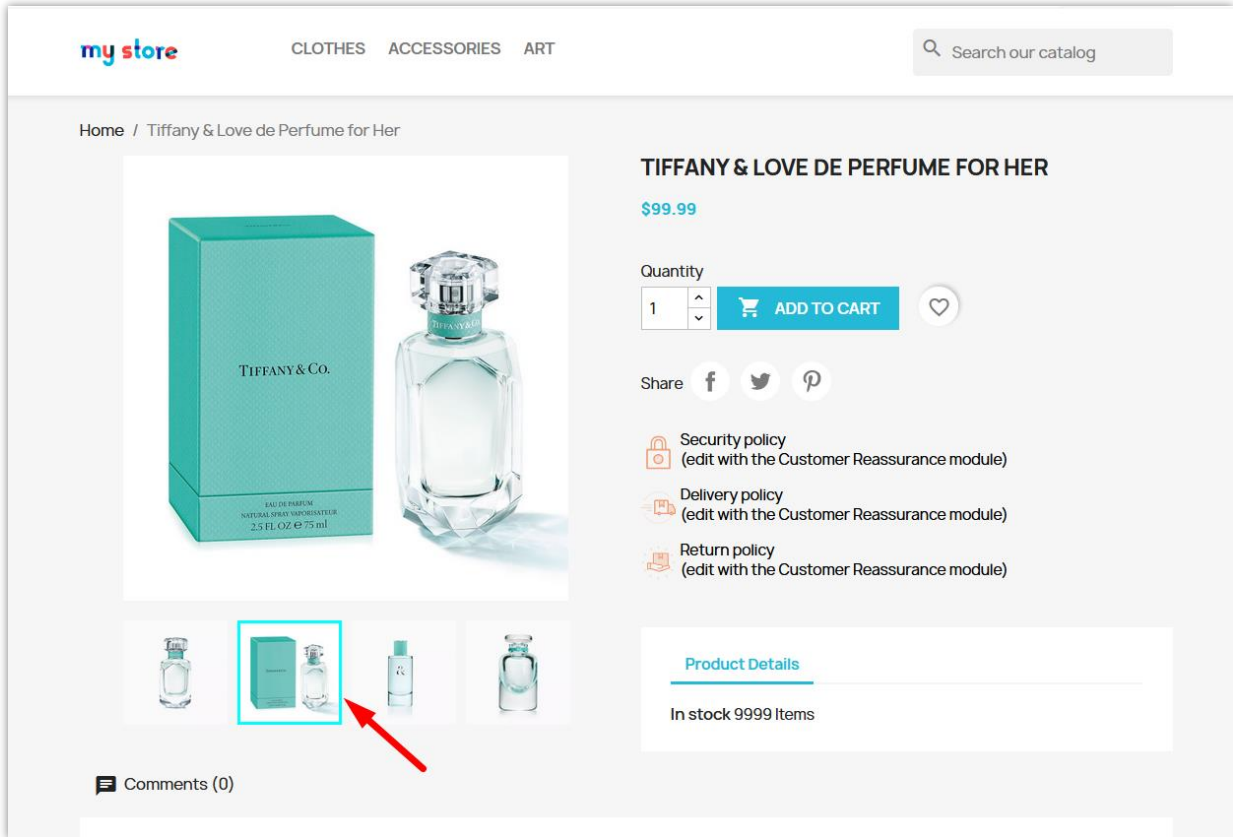 my store
CLOTHES ACCESSORIES ART
Search our catalog
Home / Tiffany & Love de Perfume for Her
TIFFANY & LOVE DE PERFUME FOR HER
$99.99
Quantity
1
ADD TO CART
Share
Security policy
(edit with the Customer Reassurance module)
Delivery policy
(edit with the Customer Reassurance module)
Return policy
(edit with the Customer Reassurance module)
TIFFANY & CO.
EAU DE PARFUM
NATURAL SPRAY VAPORISATEUR
2.5 FL OZ ℮ 75 ml
TIFFANY & CO
&
Product Details
In stock 9999 Items
Comments (0)